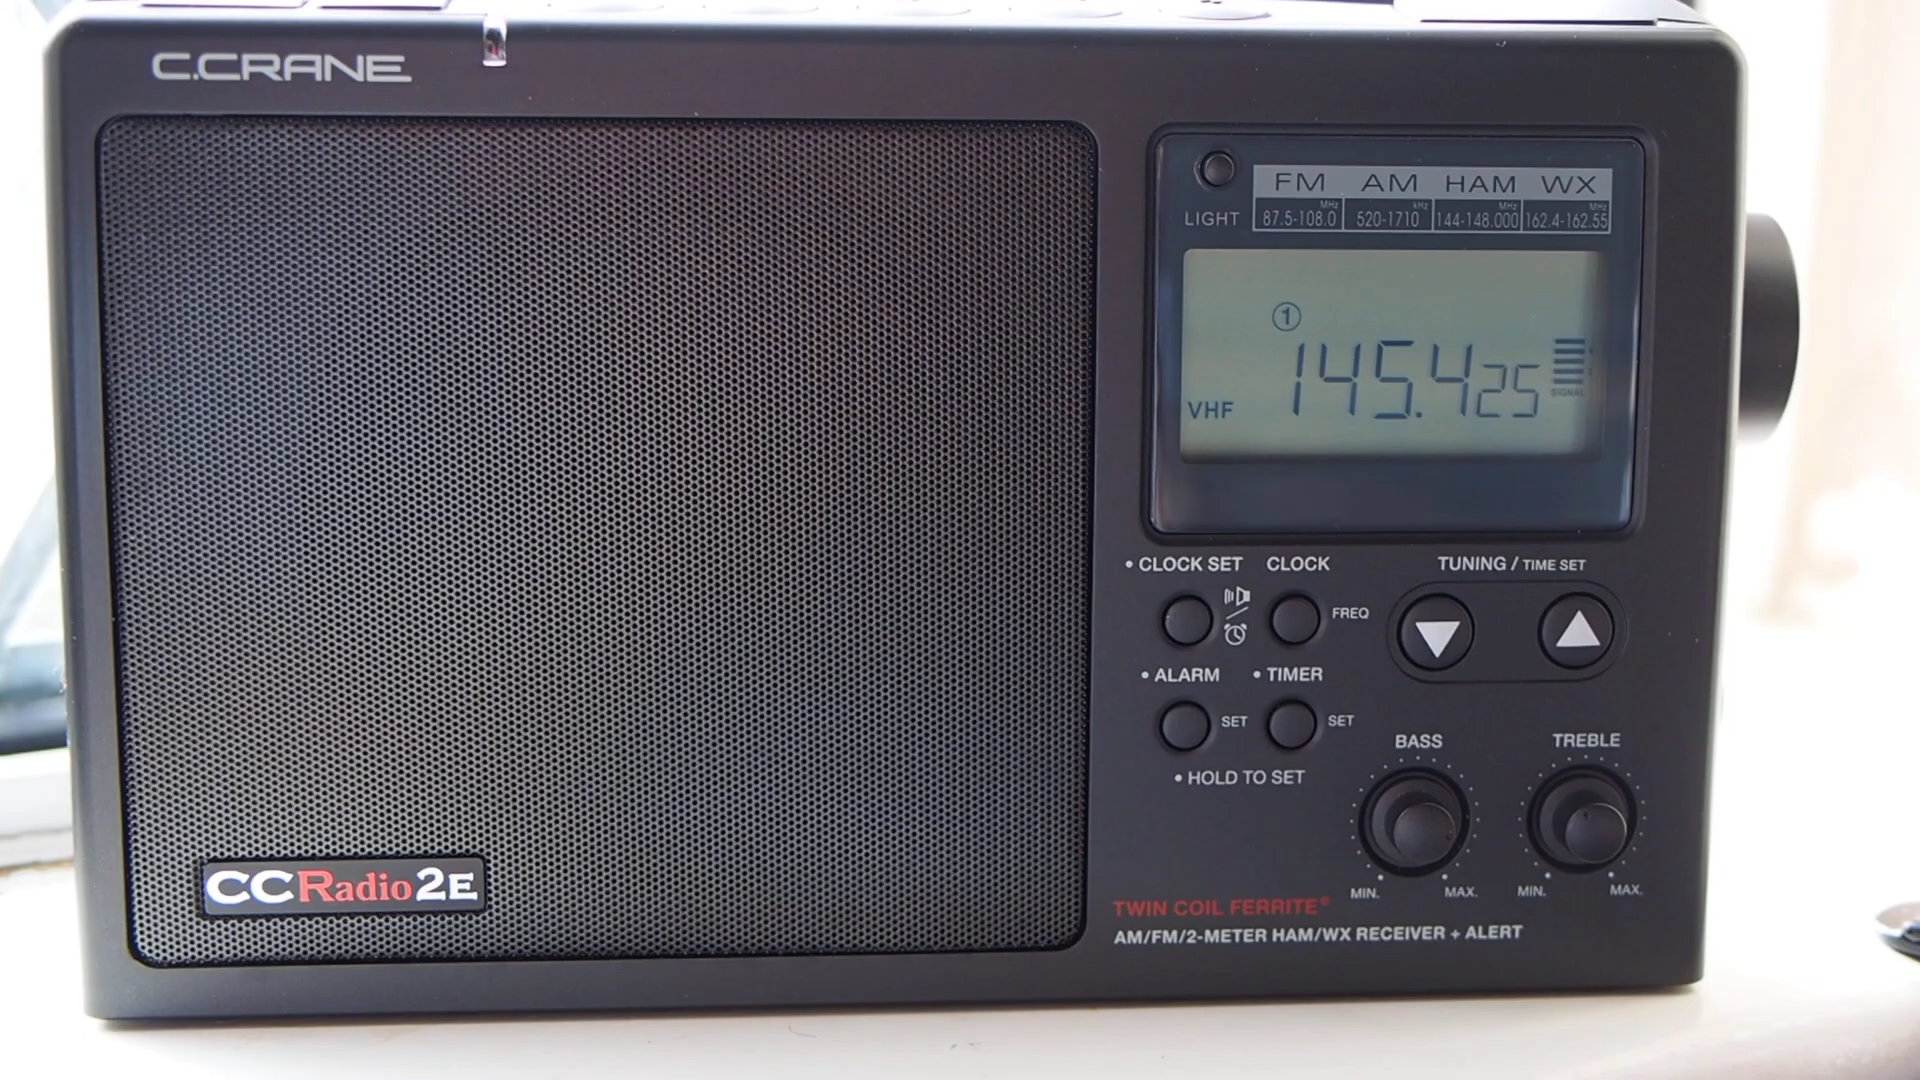 C.CRANE
FM AM HAM WX
LIGHT
MHz kHz MHz MHz
87.5-108.0 520-1710 144-148.000 162.4-162.55
1
145.425
SIGNAL
VHF
• CLOCK SET CLOCK
TUNING / TIME SET
FREQ
• ALARM • TIMER
SET SET
• HOLD TO SET
BASS TREBLE
MIN. MAX. MIN. MAX.
CCRadio2E
TWIN COIL FERRITE®
AM/FM/2-METER HAM/WX RECEIVER + ALERT